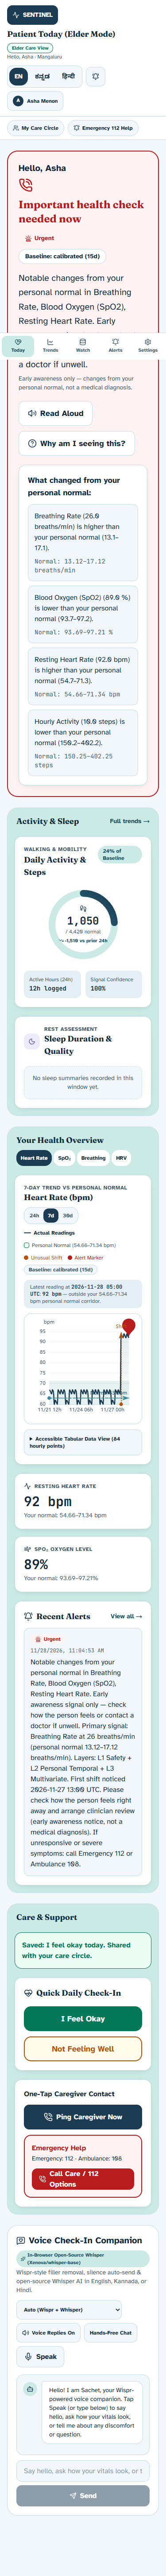 SENTINEL
Patient Today (Elder Mode)
Elder Care View
Hello, Asha · Mangaluru
EN
ಕನ್ನಡ
हिन्दी
A Asha Menon
My Care Circle
Emergency 112 Help
Hello, Asha
Important health check
needed now
Urgent
Baseline: calibrated (15d)
Notable changes from your
personal normal in Breathing
Rate, Blood Oxygen (SpO2),
Resting Heart Rate. Early
Today
Trends
Watch
Alerts
Settings
a doctor if unwell.
Early awareness only — changes from your
personal normal, not a medical diagnosis.
Read Aloud
Why am I seeing this?
What changed from your
personal normal:
Breathing Rate (26.0
breaths/min) is higher than
your personal normal (13.1–
17.1).
Normal: 13.12–17.12
breaths/min
Blood Oxygen (SpO2) (89.0 %)
is lower than your personal
normal (93.7–97.2).
Normal: 93.69–97.21 %
Resting Heart Rate (92.0 bpm)
is higher than your personal
normal (54.7–71.3).
Normal: 54.66–71.34 bpm
Hourly Activity (10.0 steps) is
lower than your personal
normal (150.2–402.2).
Normal: 150.25–402.25
steps
Activity & Sleep
Full trends →
WALKING & MOBILITY
Daily Activity &
Steps
24% of
Baseline
1,050
/ 4,428 normal
Active Hours (24h)
12h logged
Signal Confidence
100%
REST ASSESSMENT
Sleep Duration &
Quality
No sleep summaries recorded in this
window yet.
Your Health Overview
Heart Rate
SpO₂
Breathing
HRV
7-DAY TREND VS PERSONAL NORMAL
Heart Rate (bpm)
24h
7d
30d
Actual Readings
Personal Normal (54.66–71.34 bpm)
Unusual Shift
Alert Marker
Baseline: calibrated (15d)
Latest reading at 2026-11-28 05:00
UTC 92 bpm — outside your 54.66–71.34
bpm personal normal corridor.
bpm
95
90
85
80
75
70
65
60
11/21 12h
11/24 06h
11/27 00h
▶ Accessible Tabular Data View (84
hourly points)
RESTING HEART RATE
92 bpm
Your normal: 54.66–71.34 bpm
SPO₂ OXYGEN LEVEL
89%
Your normal: 93.69–97.21%
Recent Alerts
View all →
Urgent
11/28/2026, 11:04:53 AM
Notable changes from your
personal normal in Breathing
Rate, Blood Oxygen (SpO2),
Resting Heart Rate. Early
awareness signal only — check
how the person feels or contact a
doctor if unwell. Primary signal:
Breathing Rate at 26 breaths/min
(personal normal 13.12–17.12
breaths/min). Layers: L1 Safety +
L2 Personal Temporal + L3
Multivariate. First shift noticed
2026-11-27 13:00 UTC. Please
check how the person feels right
away and arrange clinician review
(early awareness notice, not a
medical diagnosis). If
unresponsive or severe
symptoms: call Emergency 112 or
Ambulance 108.
Care & Support
Saved: I feel okay today. Shared
with your care circle.
Quick Daily Check-In
I Feel Okay
Not Feeling Well
One-Tap Caregiver Contact
Ping Caregiver Now
Emergency Help
Emergency: 112 · Ambulance: 108
Call Care / 112
Options
Voice Check-In Companion
In-Browser Open-Source Whisper
(Xenova/whisper-base)
Wispr-style filler removal, silence auto-send &
open-source Whisper AI in English, Kannada, or
Hindi.
Auto (Wispr + Whisper)
Voice Replies On
Hands-Free Chat
Speak
Hello! I am Sachet, your Wispr-
powered voice companion. Tap
Speak (or type below) to say
hello, ask how your vitals look,
or tell me about any discomfort
or question.
Say hello, ask how your vitals look, or t
Send